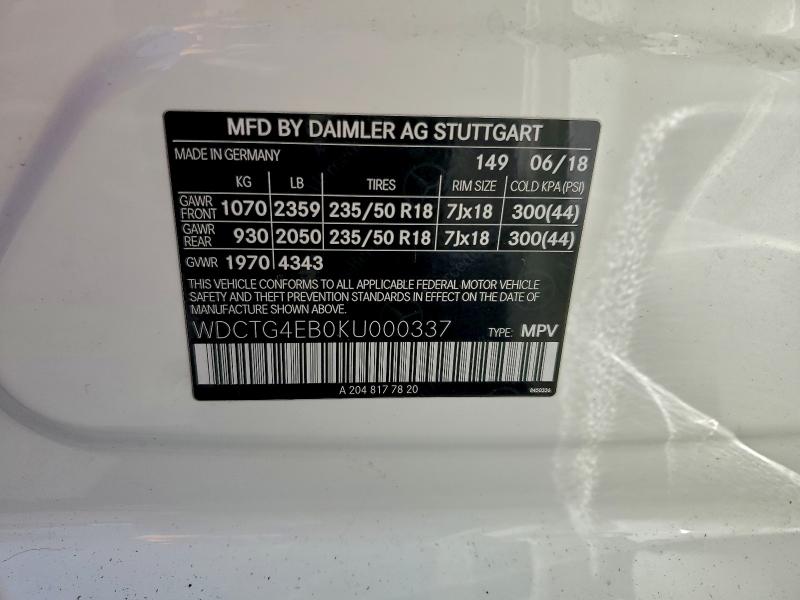 MFD BY DAIMLER AG STUTTGART
MADE IN GERMANY 149 06/18
KG LB TIRES RIM SIZE COLD KPA (PSI)
GAWR FRONT 1070 2359 235/50 R18 7Jx18 300(44)
GAWR REAR 930 2050 235/50 R18 7Jx18 300(44)
GVWR 1970 4343
THIS VEHICLE CONFORMS TO ALL APPLICABLE FEDERAL MOTOR VEHICLE
SAFETY AND THEFT PREVENTION STANDARDS IN EFFECT ON THE DATE OF
MANUFACTURE SHOWN ABOVE.
WDCTG4EB0KU000337 TYPE: MPV
A 204 817 78 20